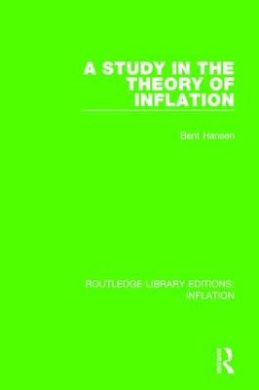 A STUDY IN THE
THEORY OF
INFLATION
Bent Hansen
ROUTLEDGE LIBRARY EDITIONS:
INFLATION